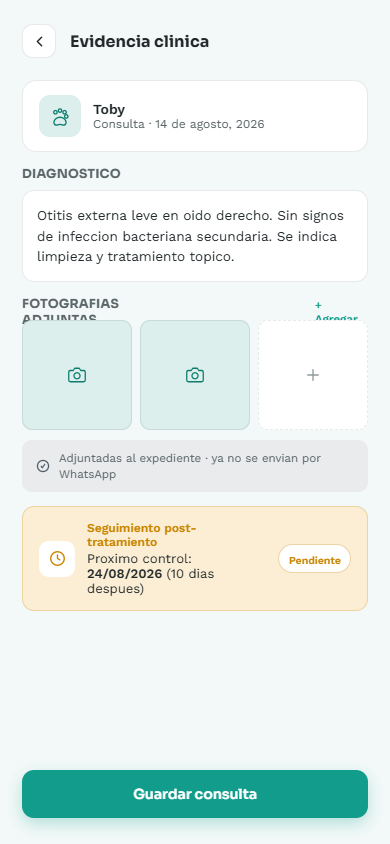 Evidencia clinica
Toby
Consulta · 14 de agosto, 2026
DIAGNOSTICO
Otitis externa leve en oido derecho. Sin signos
de infeccion bacteriana secundaria. Se indica
limpieza y tratamiento topico.
FOTOGRAFIAS
ADJUNTAS
+
Agregar
Adjuntadas al expediente · ya no se envian por
WhatsApp
Seguimiento post-
tratamiento
Proximo control:
24/08/2026 (10 dias
despues)
Pendiente
Guardar consulta